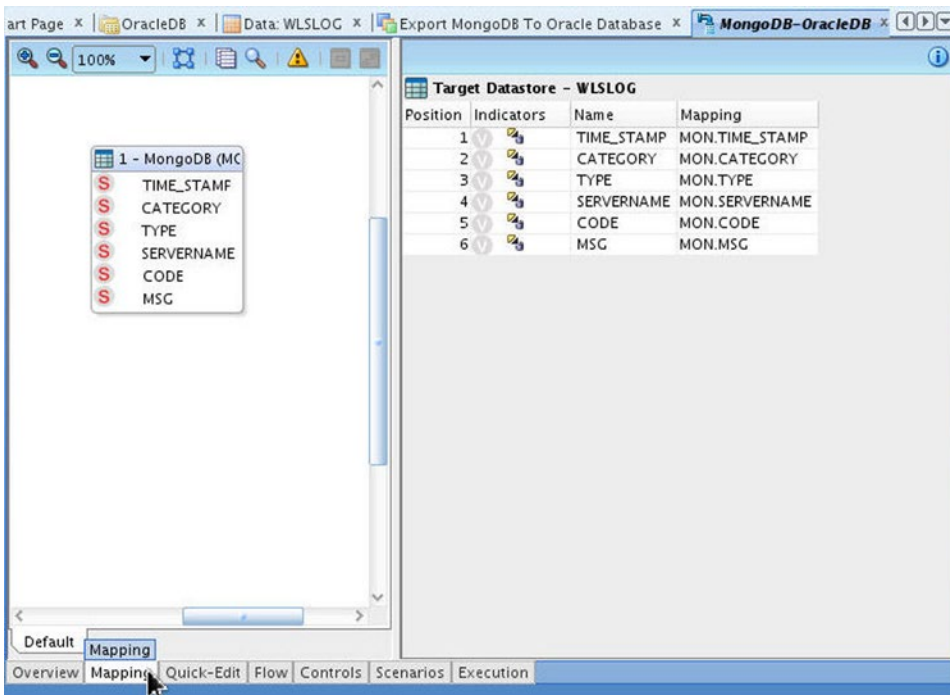 art Page x OracleDB x Data: WLSLOG x Export MongoDB To Oracle Database x MongoDB-OracleDB x
100%
1 - MongoDB (MO
TIME_STAMP
CATEGORY
TYPE
SERVERNAME
CODE
MSG
Default
Target Datastore - WLSLOG
Position Indicators Name Mapping
1 V TIME_STAMP MON.TIME_STAMP
2 V CATEGORY MON.CATEGORY
3 V TYPE MON.TYPE
4 V SERVERNAME MON.SERVERNAME
5 V CODE MON.CODE
6 V MSG MON.MSG
Mapping
Overview Mapping Quick-Edit Flow Controls Scenarios Execution